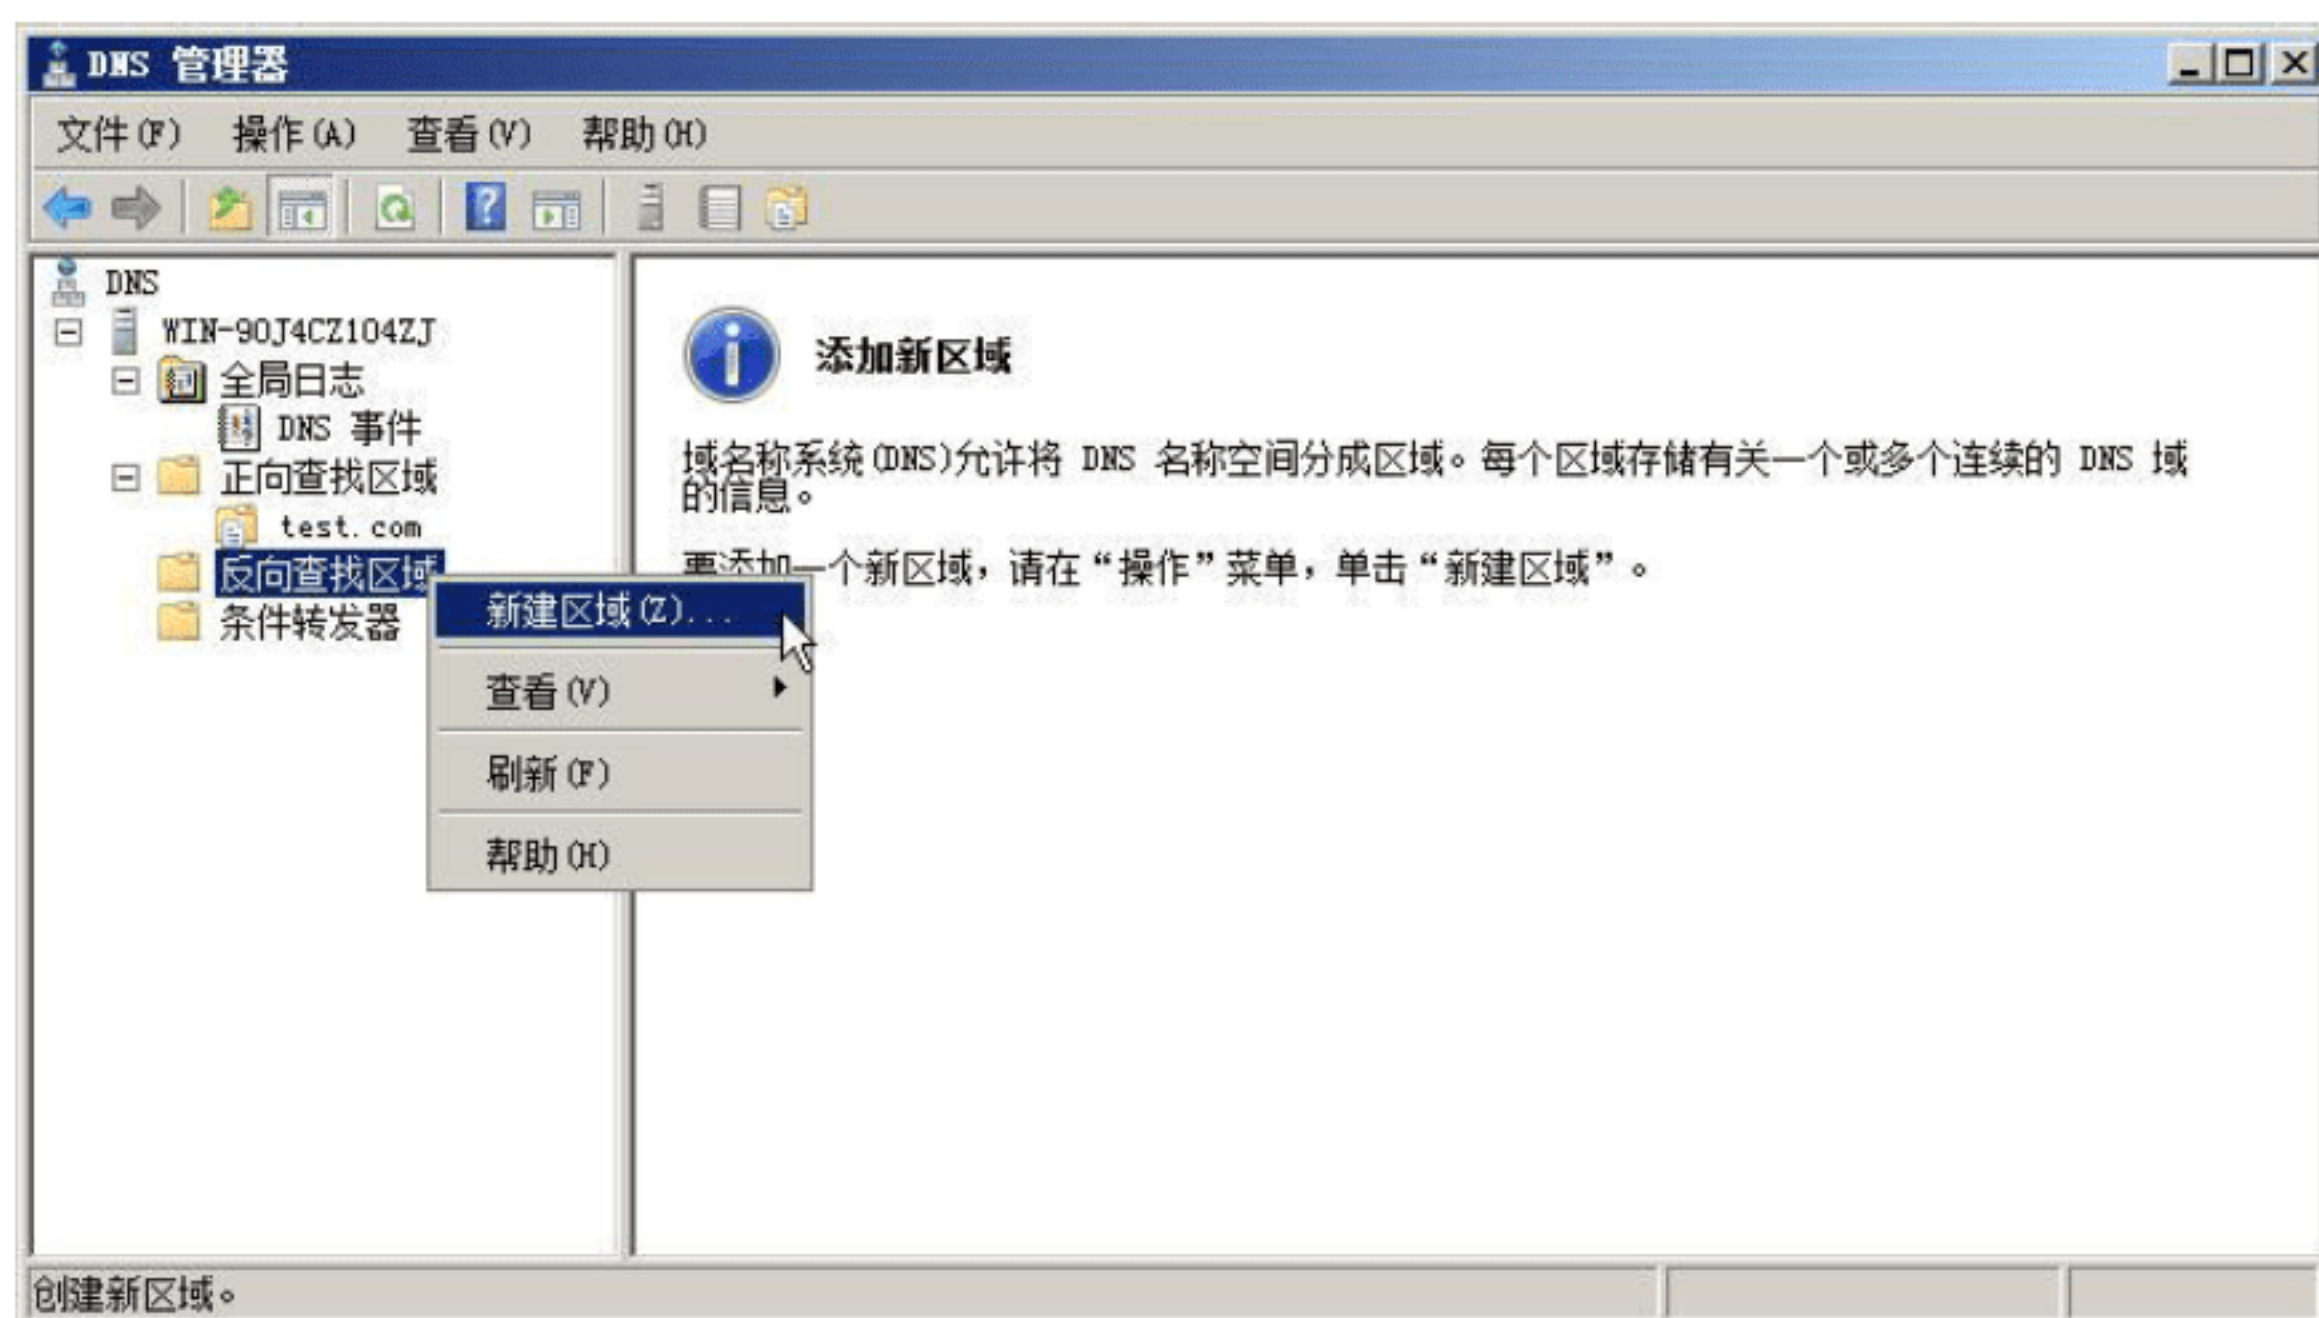 DNS 管理器
文件(F) 操作(A) 查看(V) 帮助(H)
DNS
WIN-90J4CZ104ZJ
全局日志
DNS 事件
正向查找区域
test.com
反向查找区域
条件转发器
新建区域(Z)...
查看(V)
刷新(F)
帮助(H)
添加新区域
域名称系统(DNS)允许将 DNS 名称空间分成区域。每个区域存储有关一个或多个连续的 DNS 域
的信息。
要添加一个新区域，请在“操作”菜单，单击“新建区域”。
创建新区域。